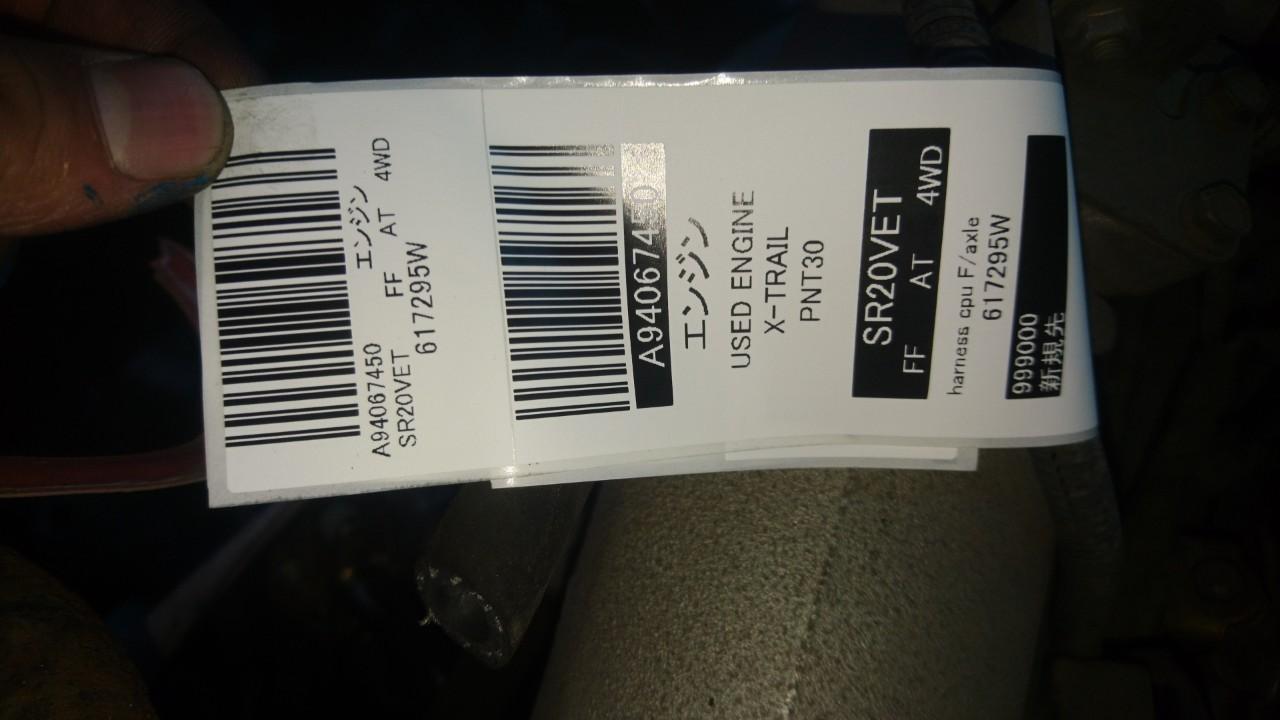 A94067450 エンジン
SR20VET FF AT 4WD
617295W
A94067450
エンジン
USED ENGINE
X-TRAIL
PNT30
SR20VET
FF AT 4WD
harness cpu F/axle
617295W
999000
新規先